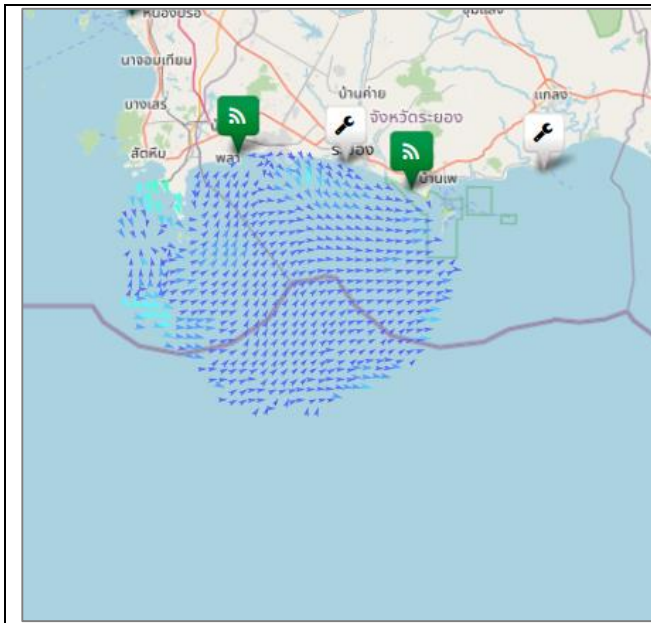 นาจอมเทียน
บ้านค่าย
แกลง
บางเสร่
จังหวัดระยอง
สัตหีบ
พลา
บ้านเพ